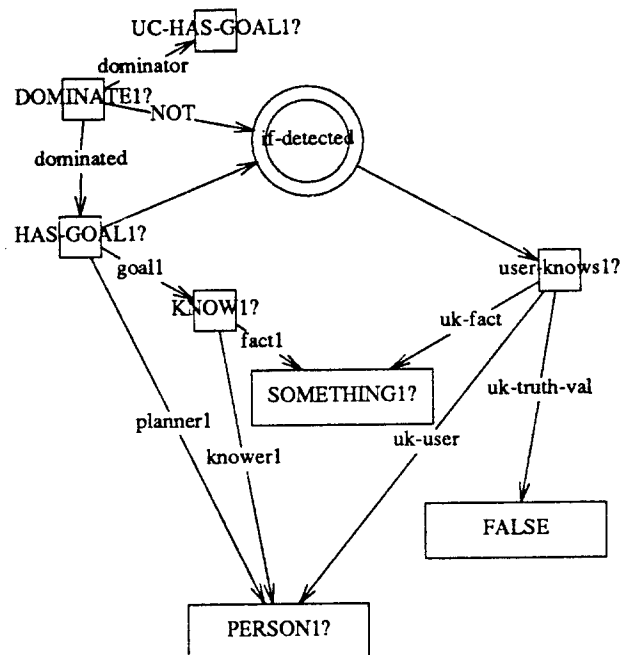 UC-HAS-GOAL1?
dominator
DOMINATE1?
NOT
if-detected
dominated
HAS-GOAL1?
goal1
user-knows1?
KNOW1?
uk-fact
fact1
SOMETHING1?
uk-truth-val
planner1
uk-user
knower1
FALSE
PERSON1?